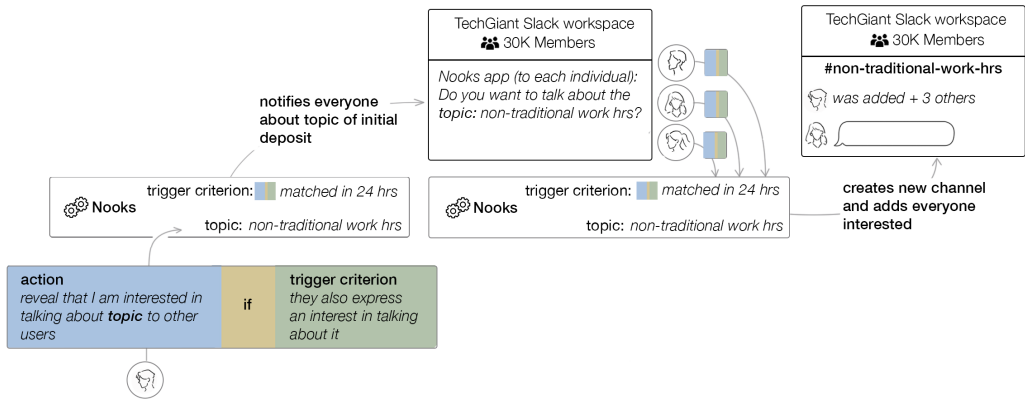 action
reveal that I am interested in
talking about topic to other
users
if
trigger criterion
they also express
an interest in talking
about it
Nooks
trigger criterion: matched in 24 hrs
topic: non-traditional work hrs
notifies everyone
about topic of initial
deposit
TechGiant Slack workspace
30K Members
Nooks app (to each individual):
Do you want to talk about the
topic: non-traditional work hrs?
Nooks
trigger criterion: matched in 24 hrs
topic: non-traditional work hrs
creates new channel
and adds everyone
interested
TechGiant Slack workspace
30K Members
#non-traditional-work-hrs
was added + 3 others